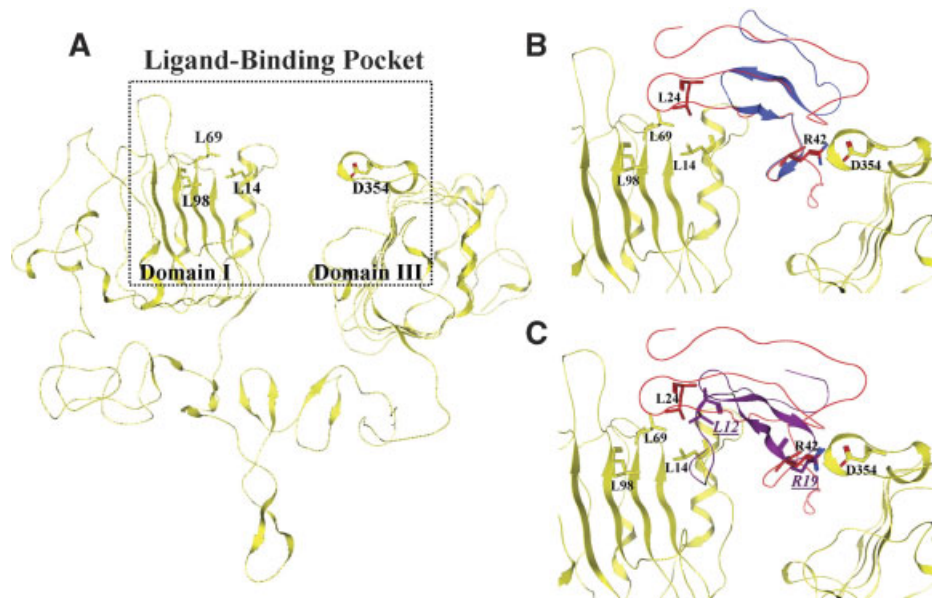 A
Ligand-Binding Pocket
L69
L98
L14
D354
Domain I
Domain III
B
L24
L69
L98
L14
R42
D354
C
L24
L12
L69
L98
L14
R42
D354
R19